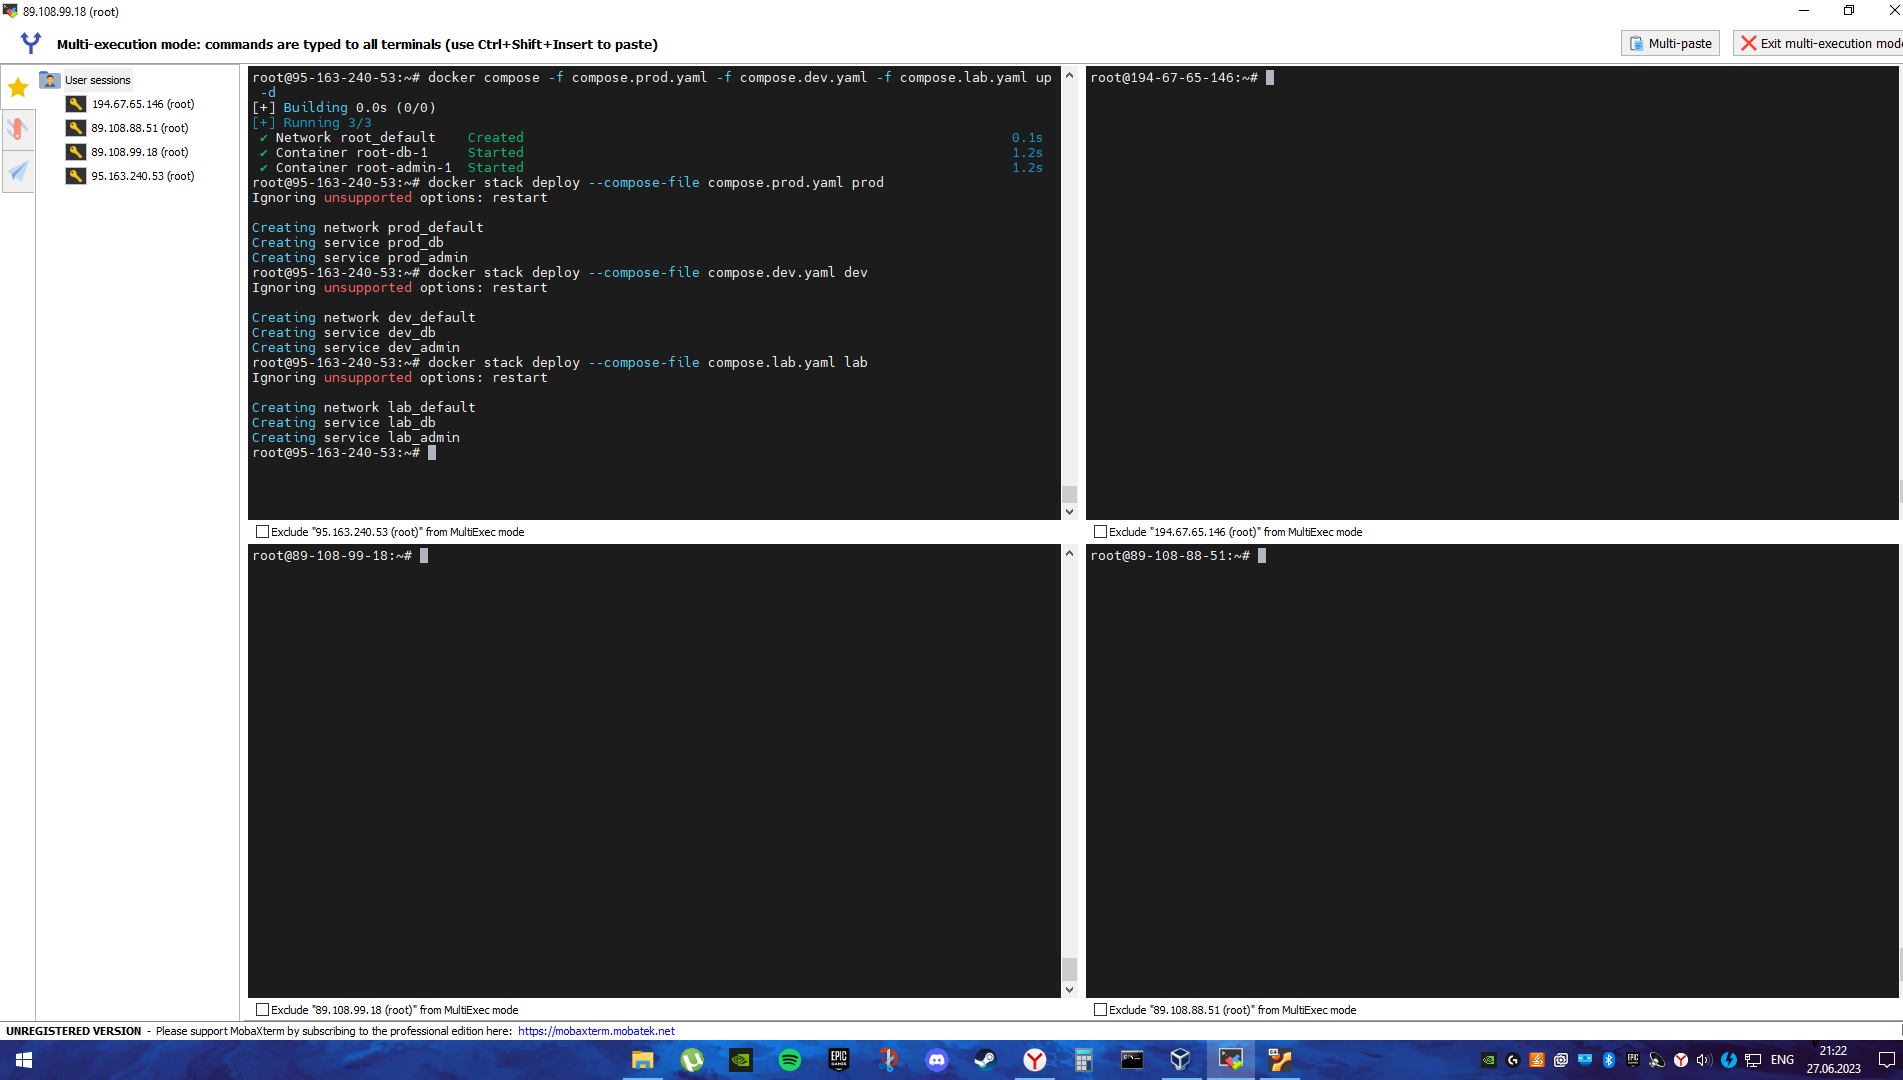 89.108.99.18 (root)
Multi-execution mode: commands are typed to all terminals (use Ctrl+Shift+Insert to paste)
Multi-paste
Exit multi-execution mode
User sessions
194.67.65.146 (root)
89.108.88.51 (root)
89.108.99.18 (root)
95.163.240.53 (root)
root@95-163-240-53:~# docker compose -f compose.prod.yaml -f compose.dev.yaml -f compose.lab.yaml up
-d
[+] Building 0.0s (0/0)
[+] Running 3/3
✔ Network root_default Created 0.1s
✔ Container root-db-1 Started 1.2s
✔ Container root-admin-1 Started 1.2s
root@95-163-240-53:~# docker stack deploy --compose-file compose.prod.yaml prod
Ignoring unsupported options: restart
Creating network prod_default
Creating service prod_db
Creating service prod_admin
root@95-163-240-53:~# docker stack deploy --compose-file compose.dev.yaml dev
Ignoring unsupported options: restart
Creating network dev_default
Creating service dev_db
Creating service dev_admin
root@95-163-240-53:~# docker stack deploy --compose-file compose.lab.yaml lab
Ignoring unsupported options: restart
Creating network lab_default
Creating service lab_db
Creating service lab_admin
root@95-163-240-53:~#
Exclude "95.163.240.53 (root)" from MultiExec mode
root@194-67-65-146:~#
Exclude "194.67.65.146 (root)" from MultiExec mode
root@89-108-99-18:~#
Exclude "89.108.99.18 (root)" from MultiExec mode
root@89-108-88-51:~#
Exclude "89.108.88.51 (root)" from MultiExec mode
UNREGISTERED VERSION - Please support MobaXterm by subscribing to the professional edition here: https://mobaxterm.mobatek.net
EPIC
GAMES
ENG
21:22
27.06.2023